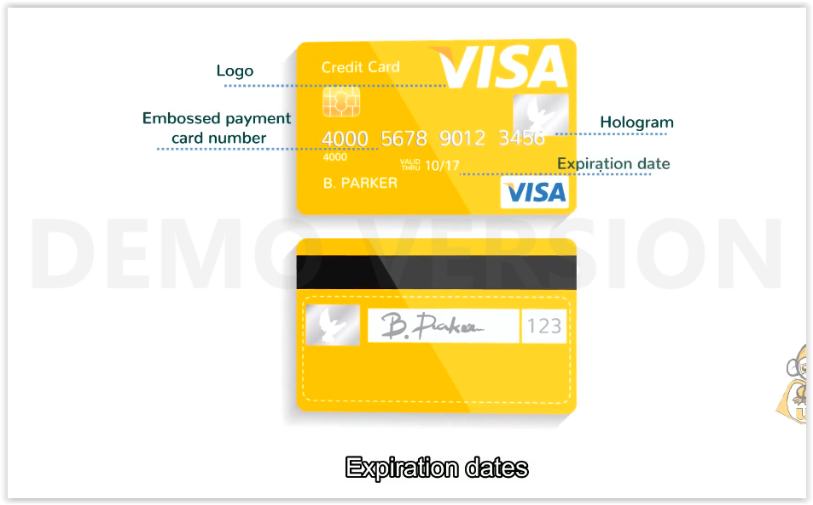 Logo
Credit Card
VISA
Embossed payment
card number
Hologram
4000 5678 9012 3456
4000
VALID
THRU
10/17
Expiration date
B. PARKER
VISA
DEMO VERSION
B. Parker
123
Expiration dates